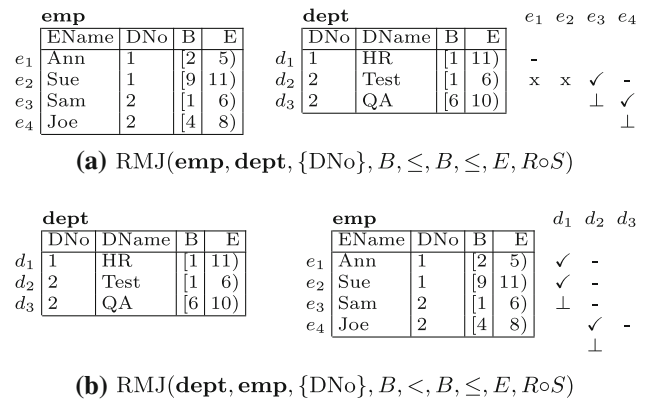 emp dept e1 e2 e3 e4
EName DNo B E DNo DName B E
e1 Ann 1 [2 5) d1 1 HR [1 11) -
e2 Sue 1 [9 11) d2 2 Test [1 6) x x ✓ -
e3 Sam 2 [1 6) d3 2 QA [6 10) ⊥ ✓
e4 Joe 2 [4 8) ⊥
(a) RMJ(emp, dept, {DNo}, B, ≤, B, ≤, E, R∘S)
dept emp d1 d2 d3
DNo DName B E EName DNo B E
d1 1 HR [1 11) e1 Ann 1 [2 5) ✓ -
d2 2 Test [1 6) e2 Sue 1 [9 11) ✓ -
d3 2 QA [6 10) e3 Sam 2 [1 6) ⊥ -
e4 Joe 2 [4 8) ✓ -
⊥
(b) RMJ(dept, emp, {DNo}, B, <, B, ≤, E, R∘S)